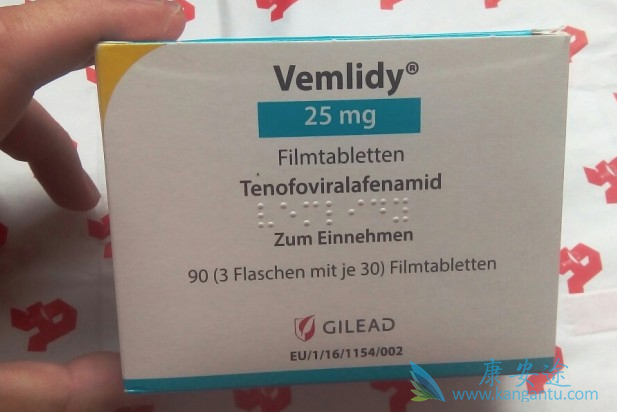 Vemlidy®
25 mg
Filmtabletten
Tenofoviralafenamid
Zum Einnehmen
90 (3 Flaschen mit je 30) Filmtabletten
GILEAD
EU/1/16/1154/002
康安途
www.kangantu.com